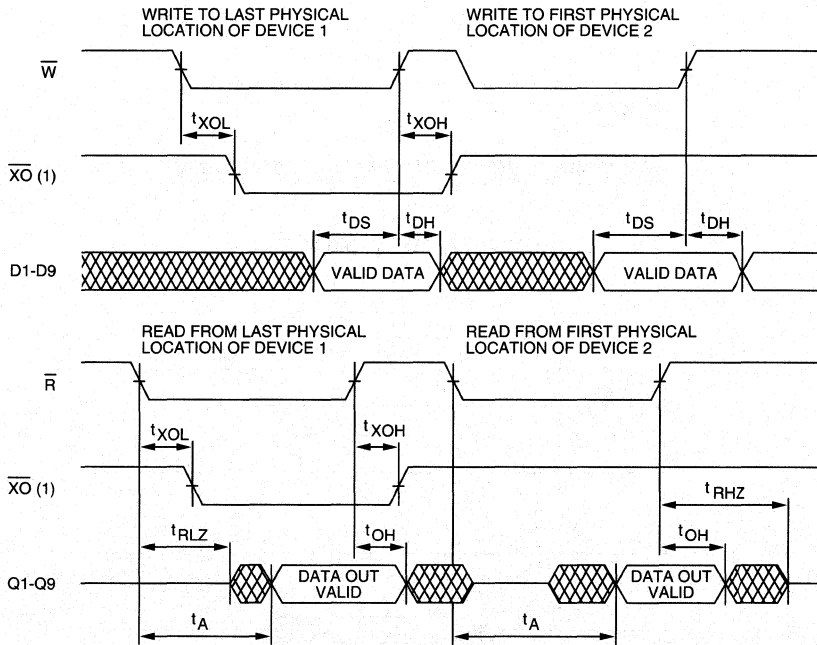 WRITE TO LAST PHYSICAL
LOCATION OF DEVICE 1
WRITE TO FIRST PHYSICAL
LOCATION OF DEVICE 2
W̅
tXOL
tXOH
X̅O̅ (1)
tDS
tDH
tDS
tDH
D1-D9
VALID DATA
VALID DATA
READ FROM LAST PHYSICAL
LOCATION OF DEVICE 1
READ FROM FIRST PHYSICAL
LOCATION OF DEVICE 2
R̅
tXOL
tXOH
X̅O̅ (1)
tRHZ
tRLZ
tOH
tOH
Q1-Q9
DATA OUT
VALID
DATA OUT
VALID
tA
tA